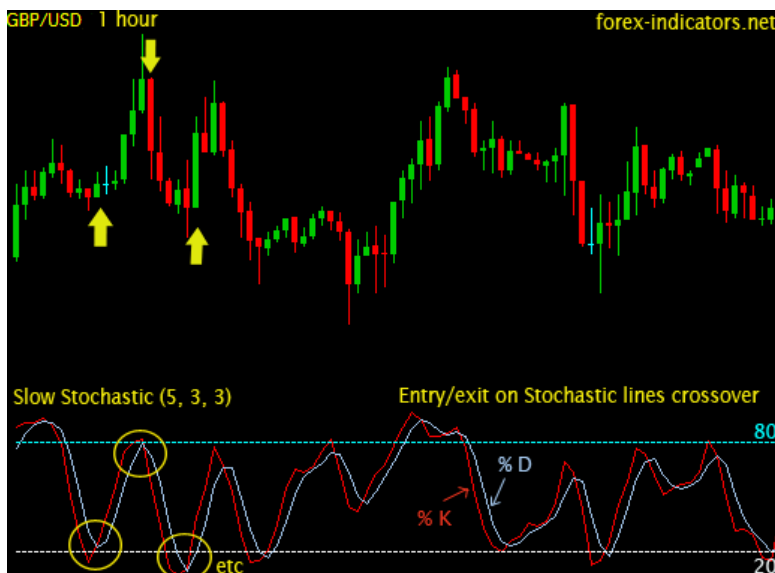 GBP/USD 1 hour
forex-indicators.net
Slow Stochastic (5, 3, 3)
Entry/exit on Stochastic lines crossover
80
% D
% K
etc
20